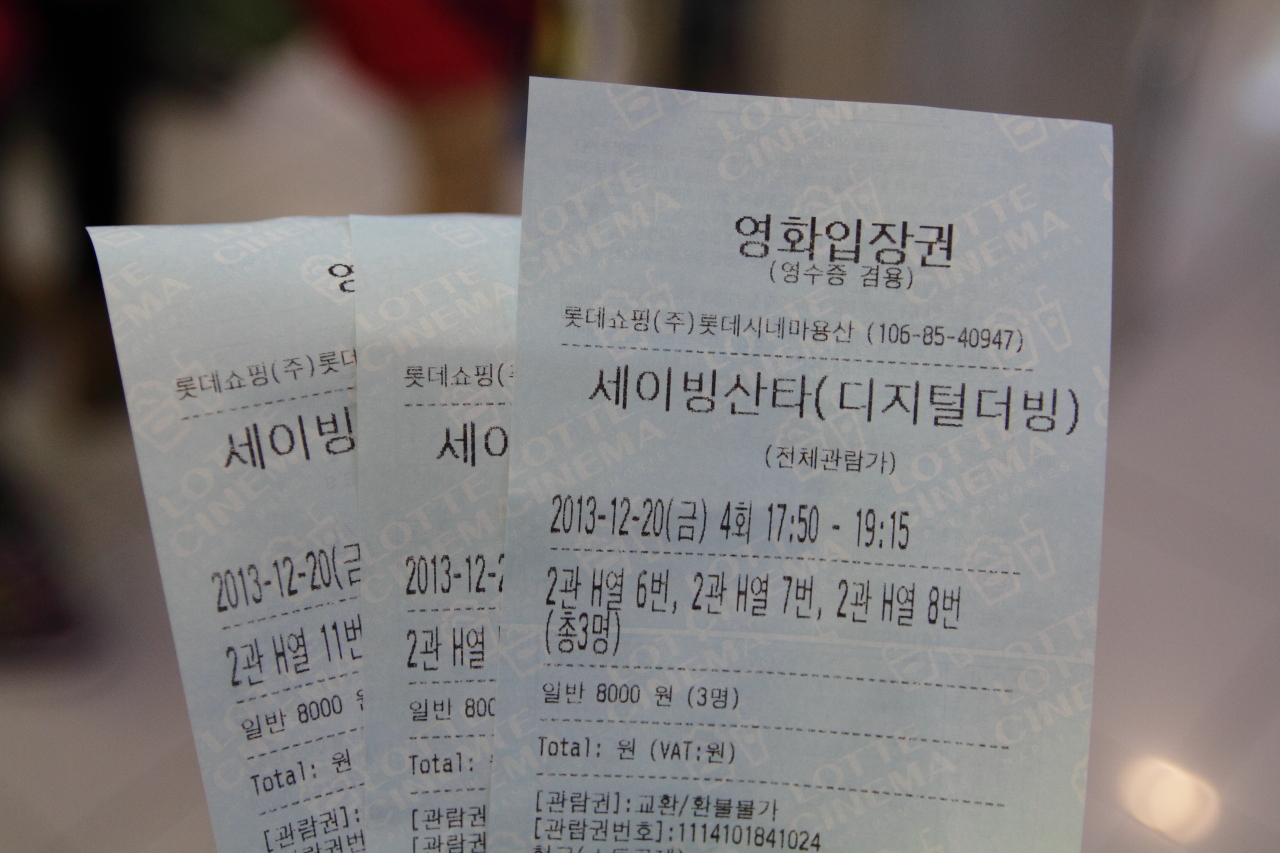 영화입장권
(영수증 겸용)
롯데쇼핑(주)롯데시네마용산 (106-85-40947)
세이빙산타(디지털더빙)
(전체관람가)
2013-12-20(금) 4회 17:50 - 19:15
2관 H열 6번, 2관 H열 7번, 2관 H열 8번
(총3명)
일반 8000 원 (3명)
Total: 원 (VAT:원)
[관람권]:교환/환불불가
[관람권번호]:1114101841024
롯데쇼핑(
세이
2013-12-2
2관 H열
일반 800
Total:
[관람권]
[관람권
롯데쇼핑(주)롯데
세이빙
2013-12-20(금
2관 H열 11번
일반 8000
Total: 원
[관람권]:
LOTTE CINEMA